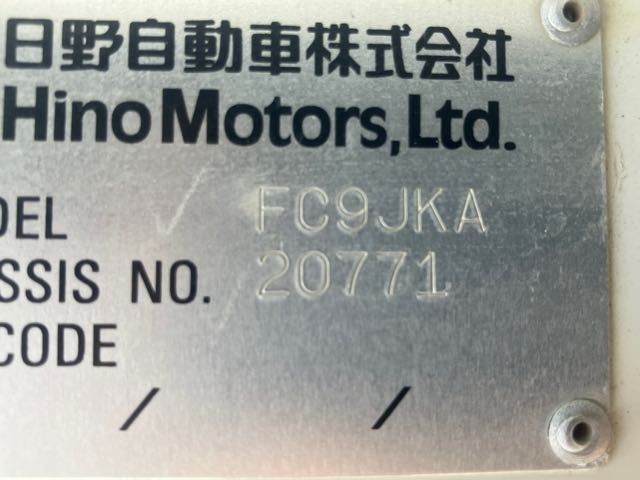 日野自動車株式会社
Hino Motors, Ltd.
DEL FC9JKA
SSIS NO. 20771
CODE
/ /